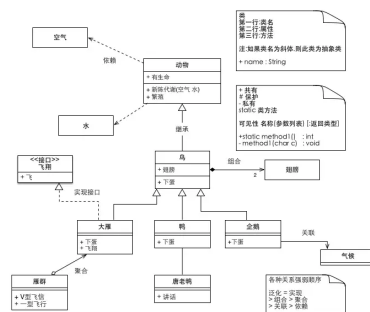 空气
依赖
动物
+ 有生命
+ 新陈代谢(空气 水)
+ 繁殖
水
继承
类
第一行:类名
第二行:属性
第三行:方法
注:如果类名为斜体,则此类为抽象类
+ name : String
+ 共有
# 保护
- 私有
static 类方法
可见性 名称(参数列表) [:返回类型]
+static method1() : int
- method1(char c) : void
<<接口>>
飞翔
+ 飞
实现接口
鸟
+ 翅膀
+ 下蛋
组合
2
翅膀
大雁
+ 下蛋
+ 飞翔
鸭
+ 下蛋
企鹅
+ 下蛋
关联
气候
聚合
雁群
+ V型飞信
+ 一型飞行
唐老鸭
+ 讲话
各种关系强弱顺序
泛化 = 实现
> 组合 > 聚合
> 关联 > 依赖